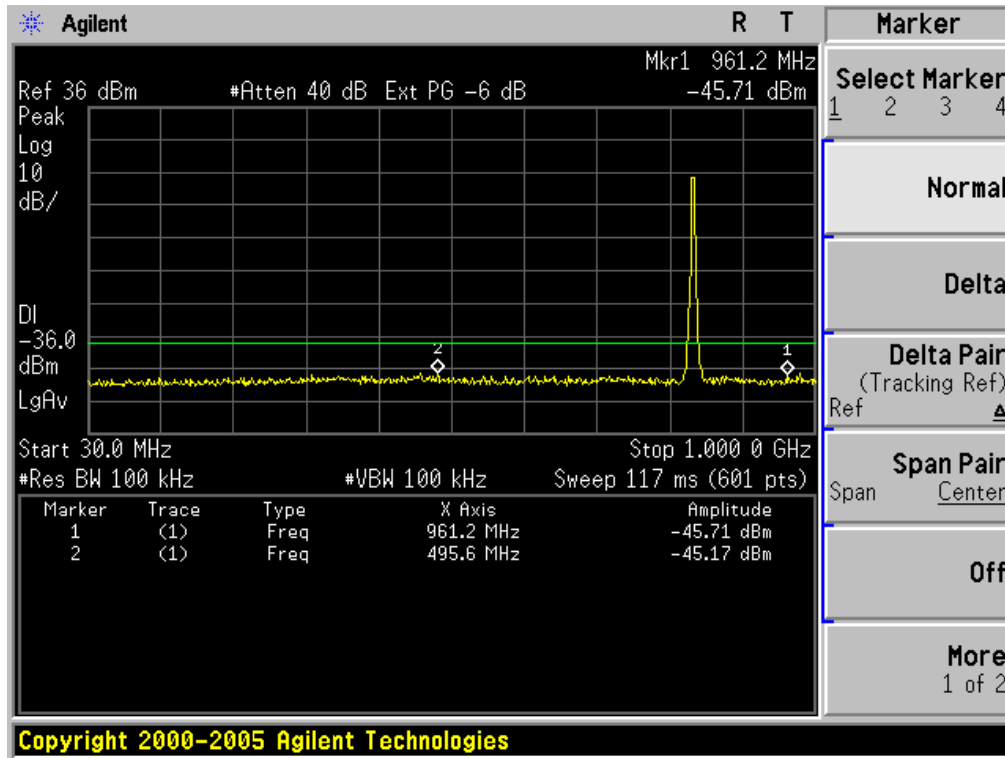 Agilent R T
Mkr1 961.2 MHz
Ref 36 dBm #Atten 40 dB Ext PG -6 dB -45.71 dBm
Peak
Log
10
dB/
DI
-36.0
dBm
LgAv
2
1
Start 30.0 MHz Stop 1.000 0 GHz
#Res BW 100 kHz #VBW 100 kHz Sweep 117 ms (601 pts)
Marker Trace Type X Axis Amplitude
1 (1) Freq 961.2 MHz -45.71 dBm
2 (1) Freq 495.6 MHz -45.17 dBm
Copyright 2000-2005 Agilent Technologies
Marker
Select Marker
1 2 3 4
Normal
Delta
Delta Pair
(Tracking Ref)
Ref Δ
Span Pair
Span Center
Off
More
1 of 2